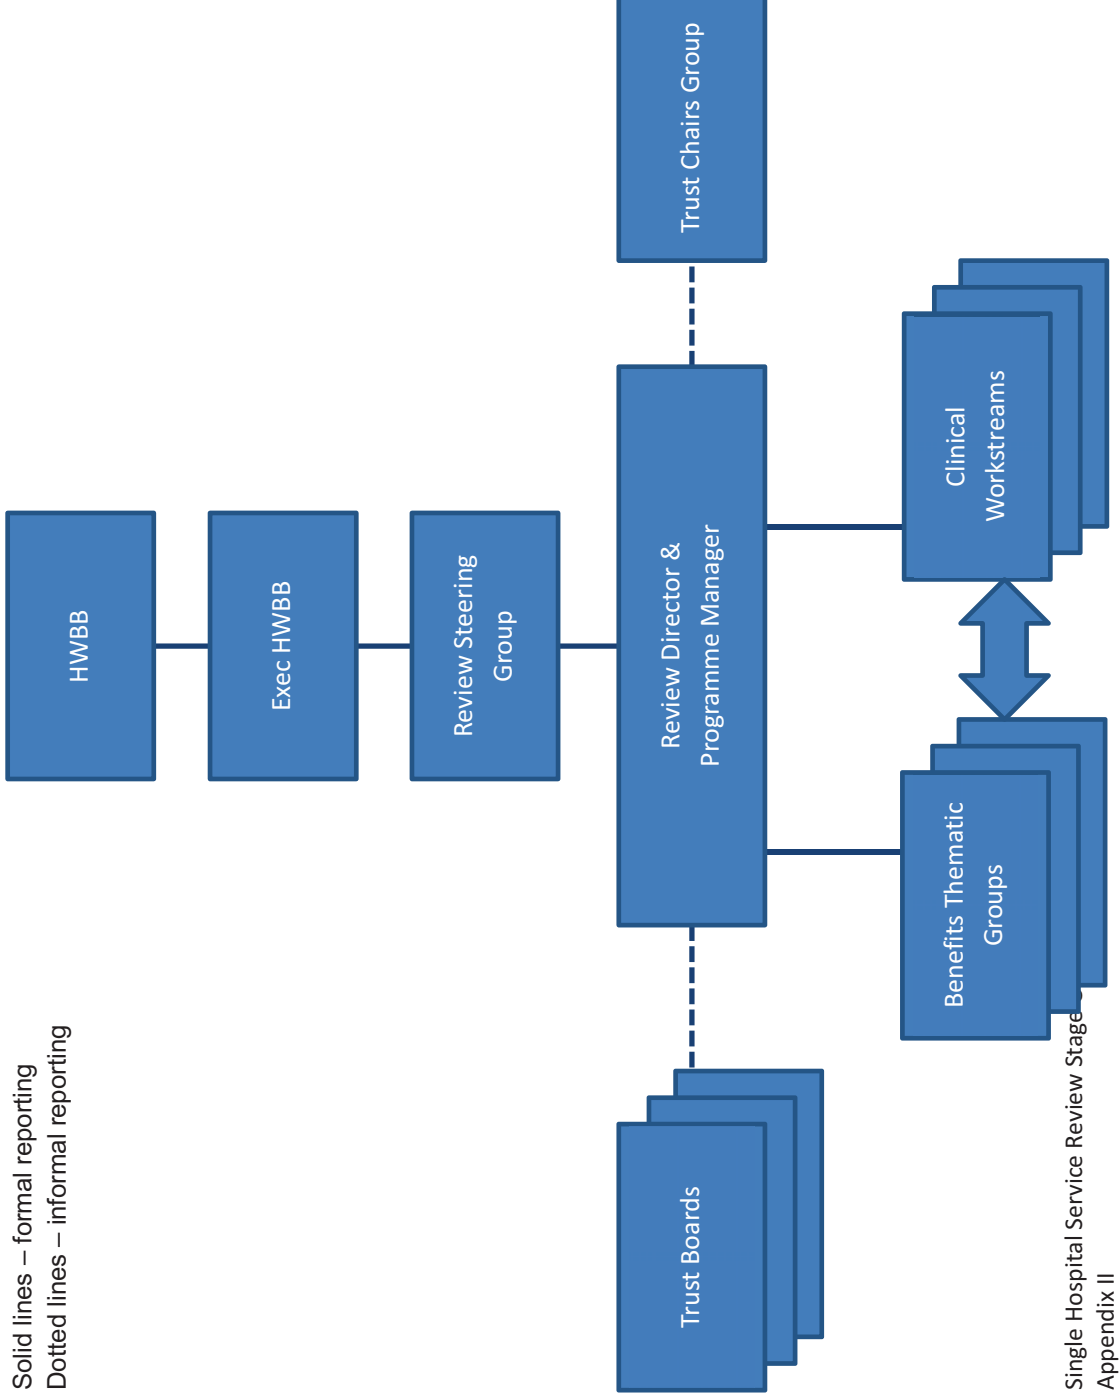 Solid lines – formal reporting
Dotted lines – informal reporting
HWBB
Exec HWBB
Review Steering
Group
Trust Boards
Review Director &
Programme Manager
Trust Chairs Group
Benefits Thematic
Groups
Clinical
Workstreams
Single Hospital Service Review Stage
Appendix II